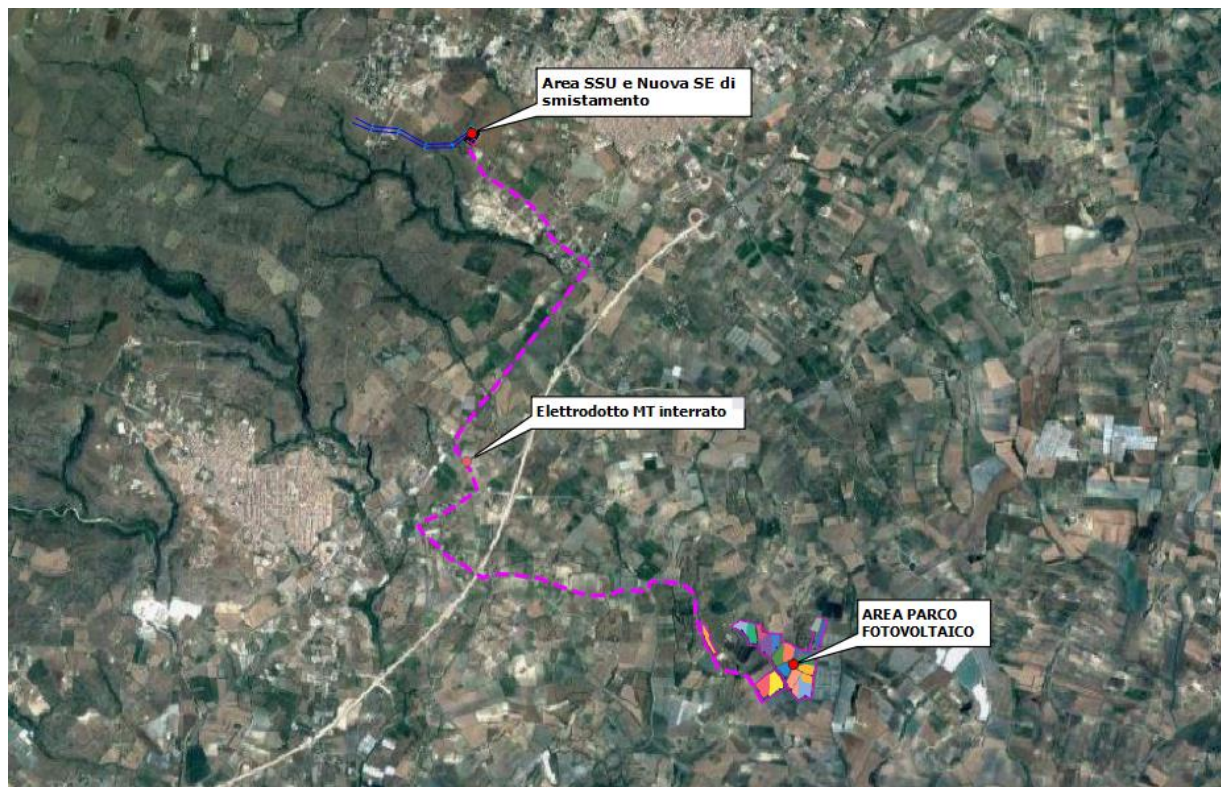 Area SSU e Nuova SE di
smistamento
Elettrodotto MT interrato
AREA PARCO
FOTOVOLTAICO